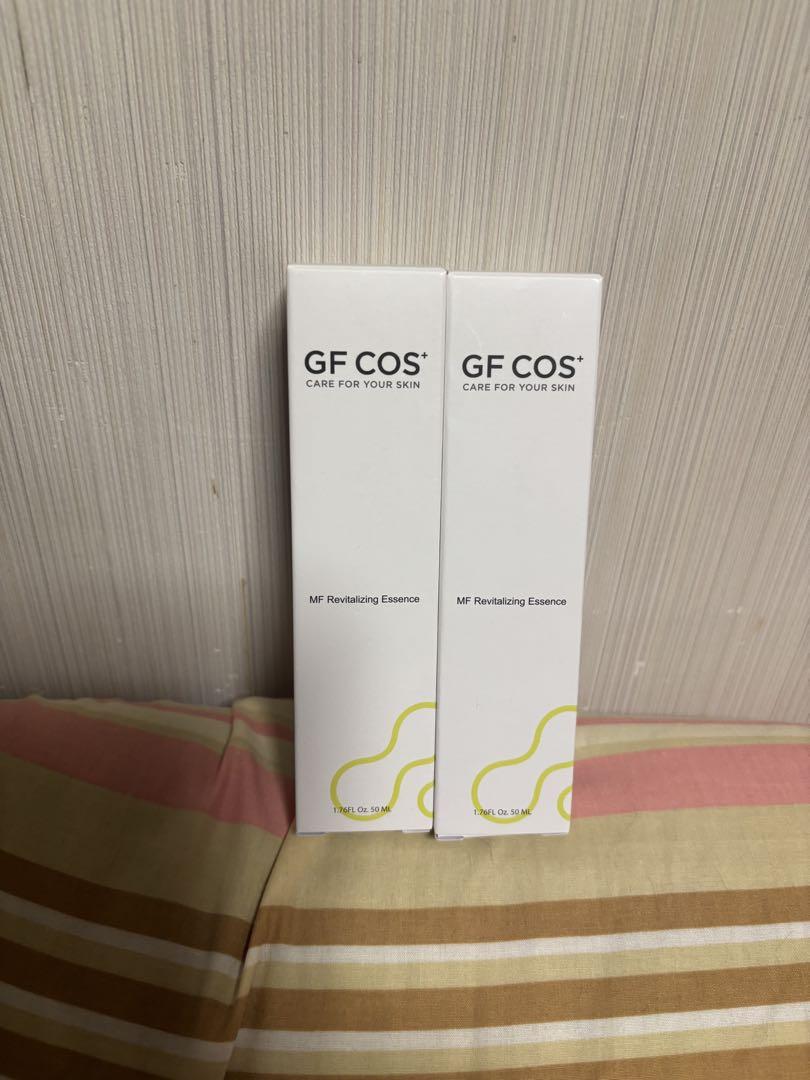 GF COS+
CARE FOR YOUR SKIN
MF Revitalizing Essence
1.76FL Oz. 50 ML
GF COS+
CARE FOR YOUR SKIN
MF Revitalizing Essence
1.76FL Oz. 50 ML